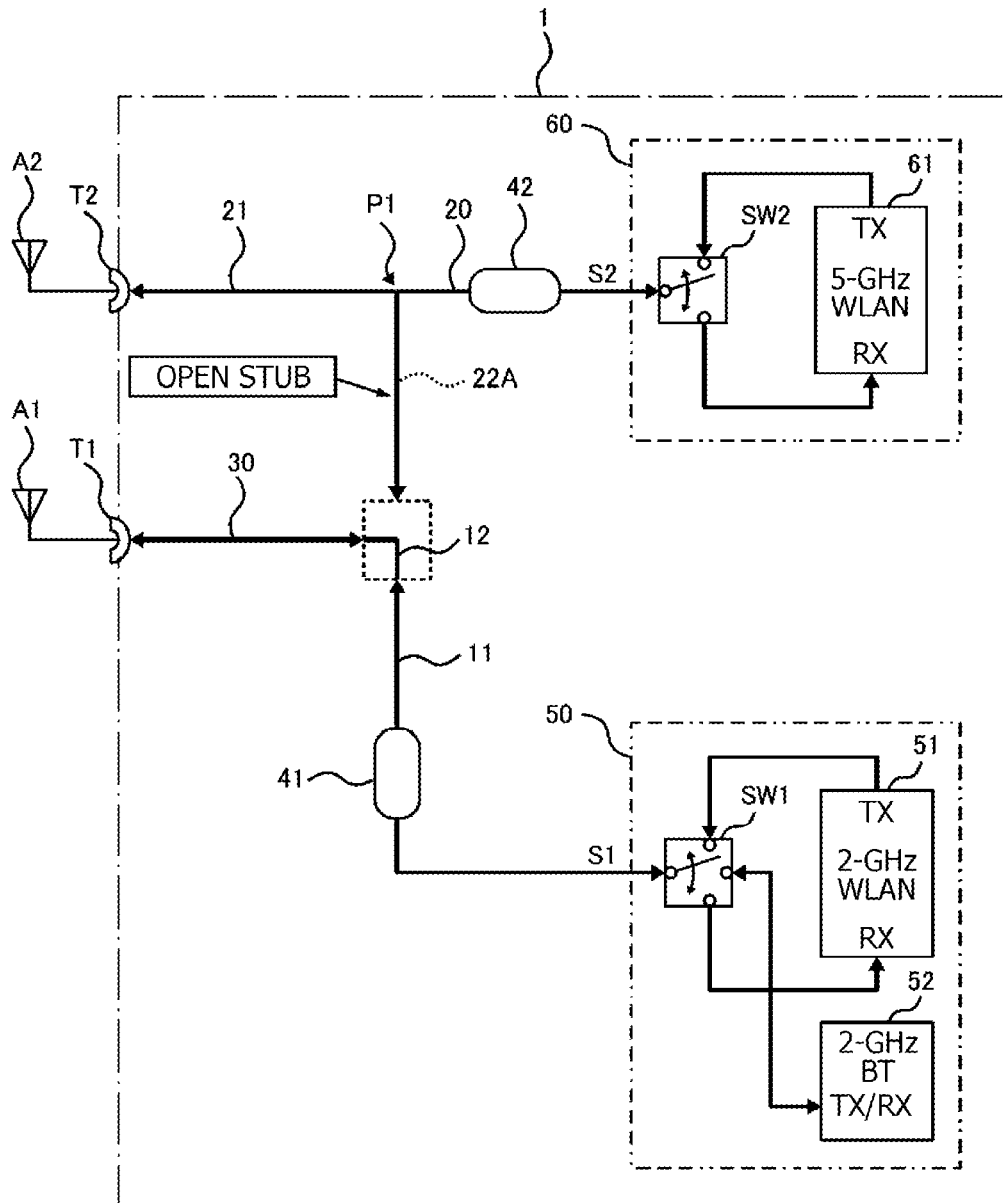 1
60
A2
T2
21
P1
20
42
S2
SW2
61
TX
5-GHz
WLAN
RX
OPEN STUB
22A
A1
T1
30
12
11
41
50
S1
SW1
51
TX
2-GHz
WLAN
RX
52
2-GHz
BT
TX/RX